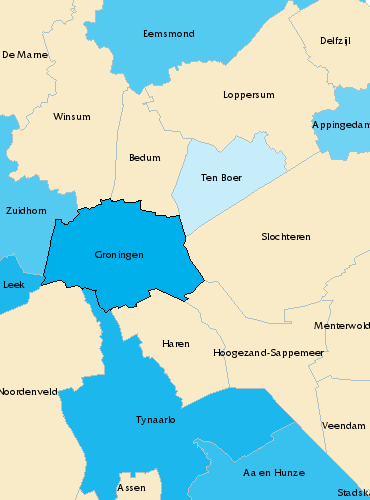 Eemsmond
Delfzijl
De Marne
Loppersum
Winsum
Appingedam
Bedum
Ten Boer
Zuidhorn
Slochteren
Groningen
Leek
Menterwold
Haren
Hoogezand-Sappemeer
Noordenveld
Tynaarlo
Veendam
Aa en Hunze
Assen
Stadska